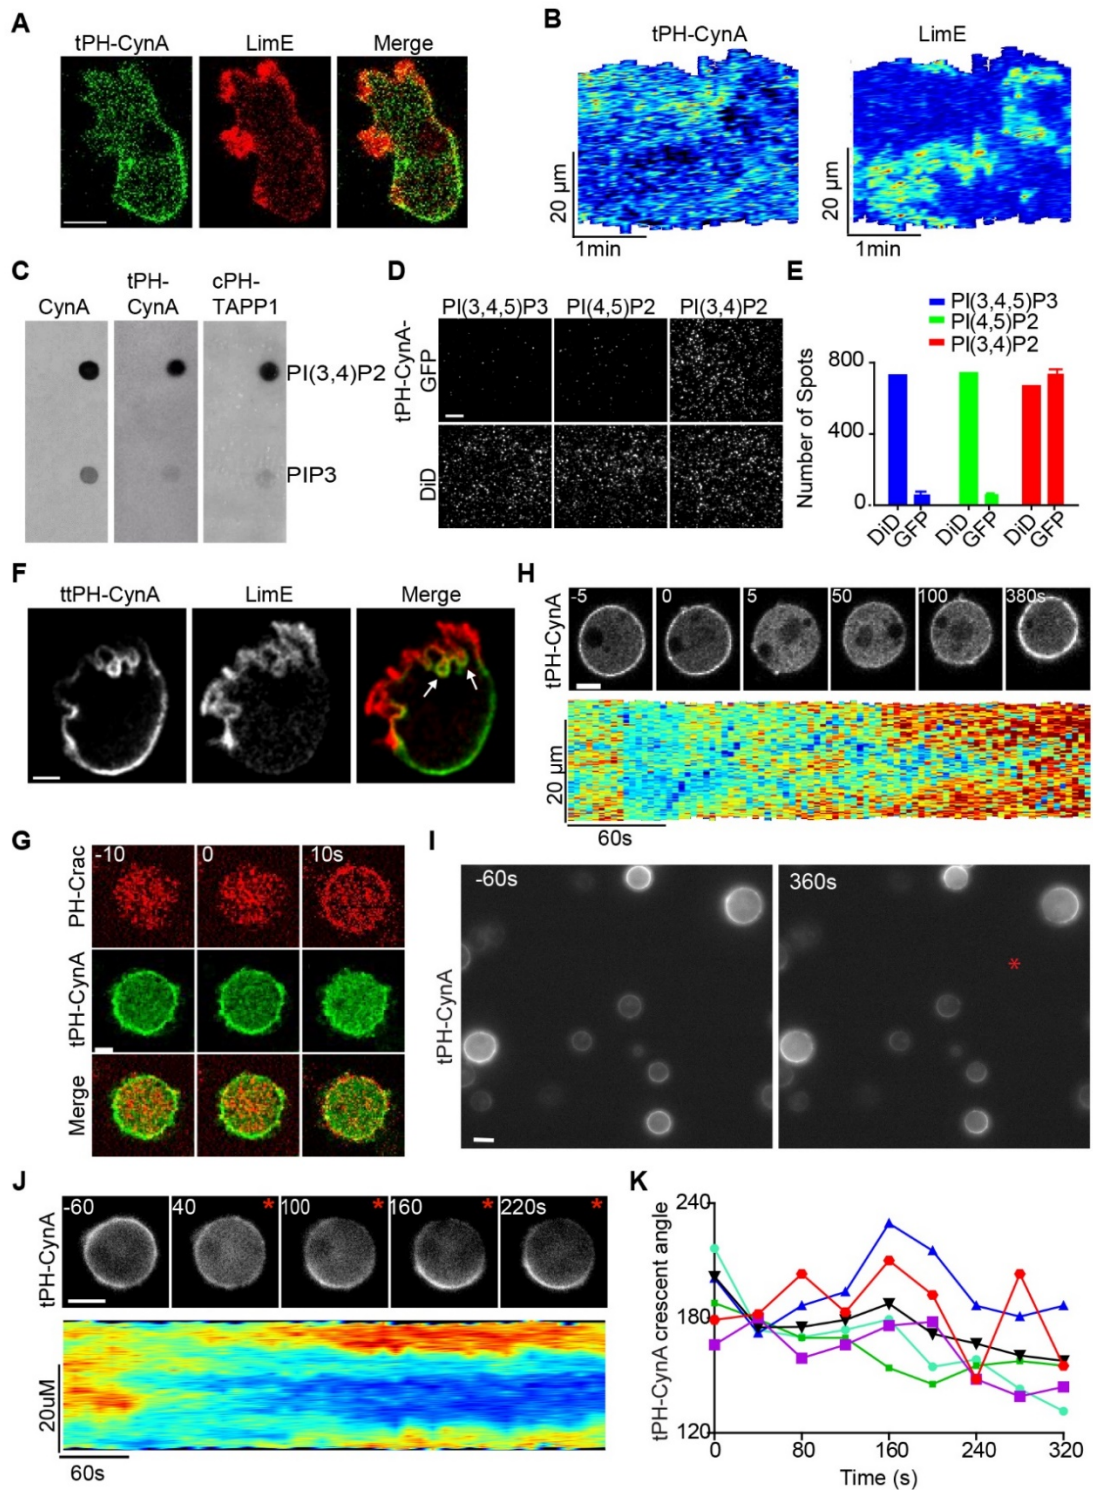 A
tPH-CynA LimE Merge
B
tPH-CynA LimE
20 µm
1min
20 µm
1min
C
CynA tPH-CynA cPH-TAPP1
PI(3,4)P2
PIP3
D
PI(3,4,5)P3 PI(4,5)P2 PI(3,4)P2
tPH-CynA-GFP
DiD
E
PI(3,4,5)P3
PI(4,5)P2
PI(3,4)P2
Number of Spots
800
400
0
DiD GFP DiD GFP DiD GFP
F
ttPH-CynA LimE Merge
H
tPH-CynA
-5 0 5 50 100 380s
20 µm
60s
G
-10 0 10s
PH-Crac
tPH-CynA
Merge
I
-60s 360s
*
tPH-CynA
J
-60 40 * 100 * 160 * 220s *
tPH-CynA
20uM
60s
K
tPH-CynA crescent angle
240
180
120
0 80 160 240 320
Time (s)